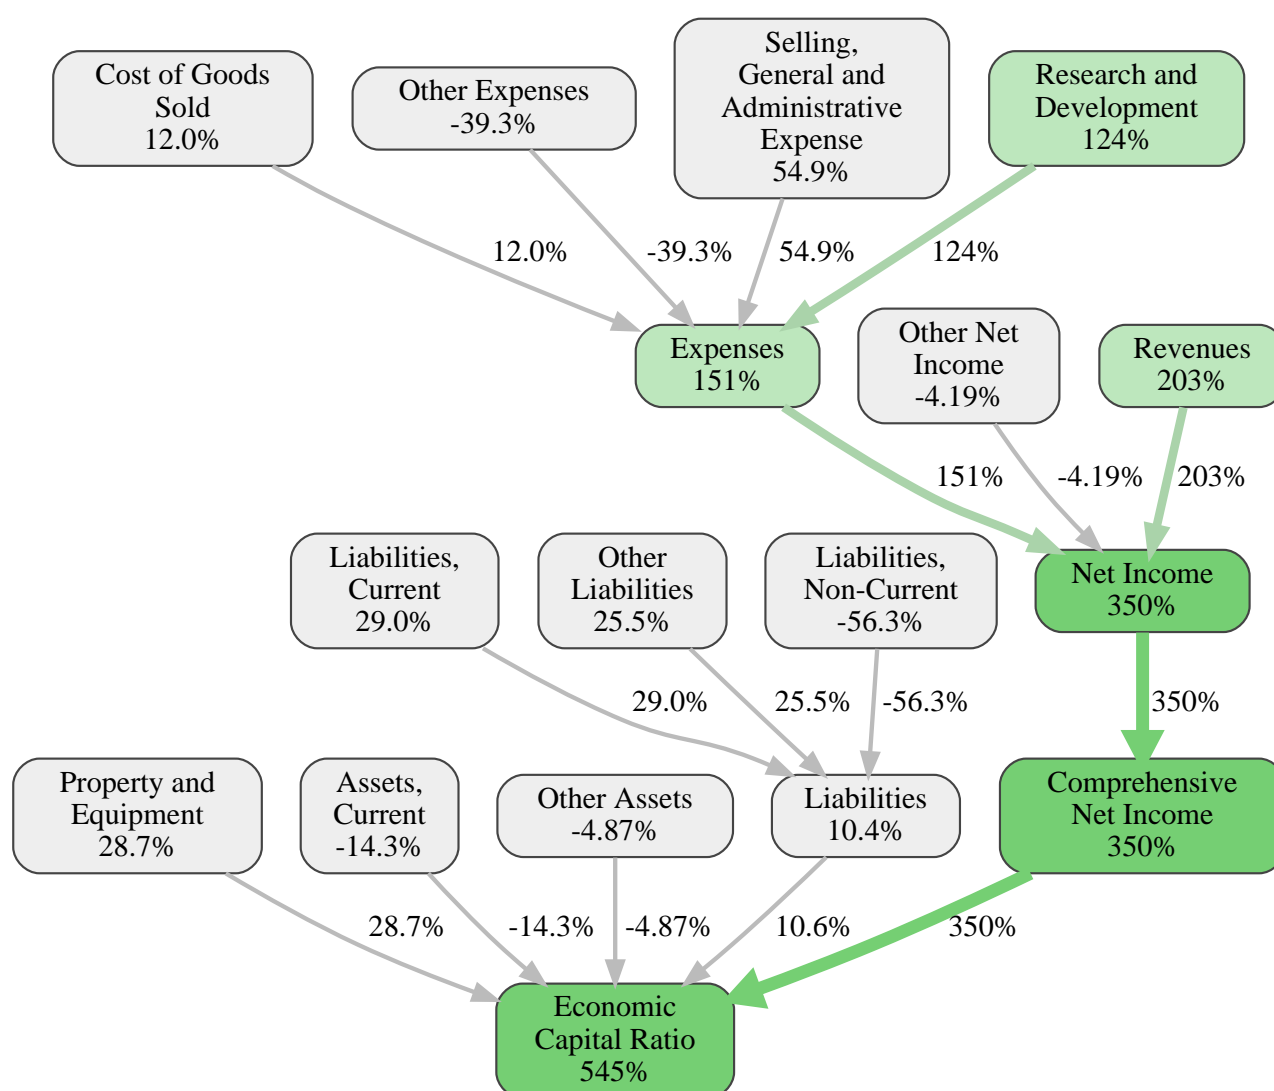 Cost of Goods
Sold
12.0%
Other Expenses
-39.3%
Selling,
General and
Administrative
Expense
54.9%
Research and
Development
124%
12.0%
-39.3%
54.9%
124%
Expenses
151%
Other Net
Income
-4.19%
Revenues
203%
151%
-4.19%
203%
Liabilities,
Current
29.0%
Other
Liabilities
25.5%
Liabilities,
Non-Current
-56.3%
Net Income
350%
29.0%
25.5%
-56.3%
350%
Property and
Equipment
28.7%
Assets,
Current
-14.3%
Other Assets
-4.87%
Liabilities
10.4%
Comprehensive
Net Income
350%
28.7%
-14.3%
-4.87%
10.6%
350%
Economic
Capital Ratio
545%